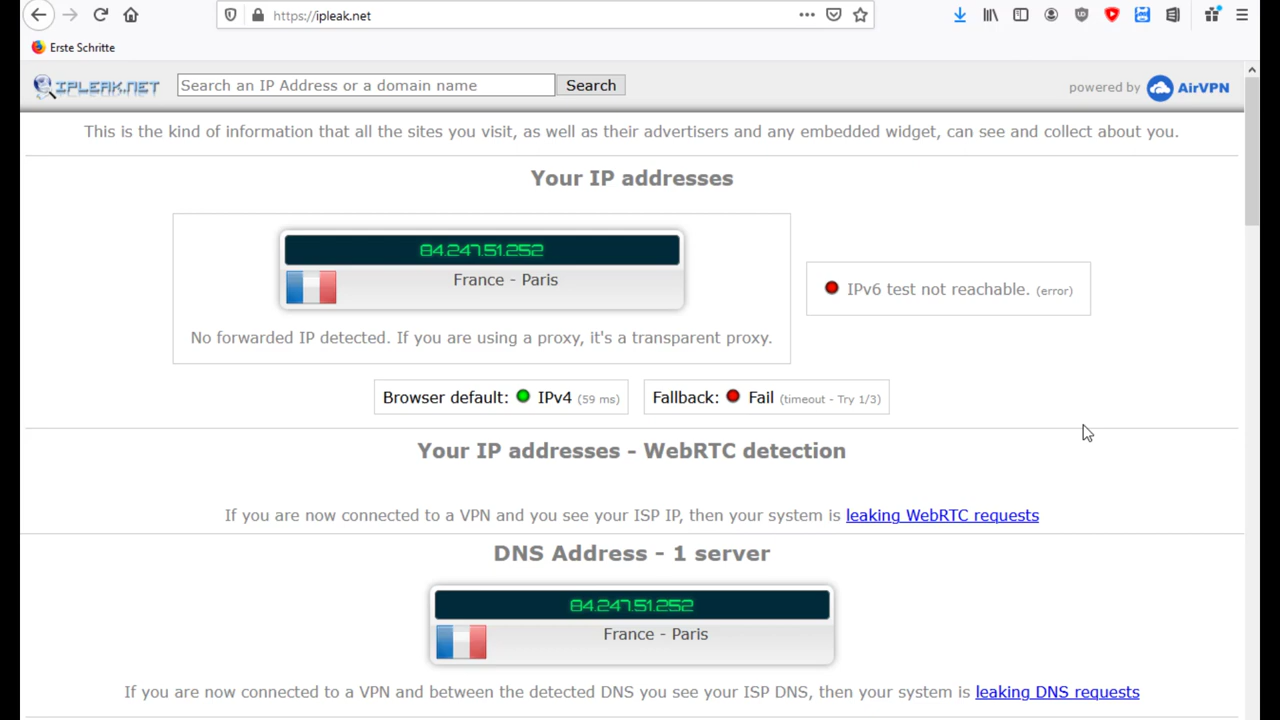 https://ipleak.net
Erste Schritte
IPLEAK.NET
Search an IP Address or a domain name
Search
powered by AirVPN
This is the kind of information that all the sites you visit, as well as their advertisers and any embedded widget, can see and collect about you.
Your IP addresses
84.247.51.252
France - Paris
IPv6 test not reachable. (error)
No forwarded IP detected. If you are using a proxy, it's a transparent proxy.
Browser default: IPv4 (59 ms)
Fallback: Fail (timeout - Try 1/3)
Your IP addresses - WebRTC detection
If you are now connected to a VPN and you see your ISP IP, then your system is leaking WebRTC requests
DNS Address - 1 server
84.247.51.252
France - Paris
If you are now connected to a VPN and between the detected DNS you see your ISP DNS, then your system is leaking DNS requests